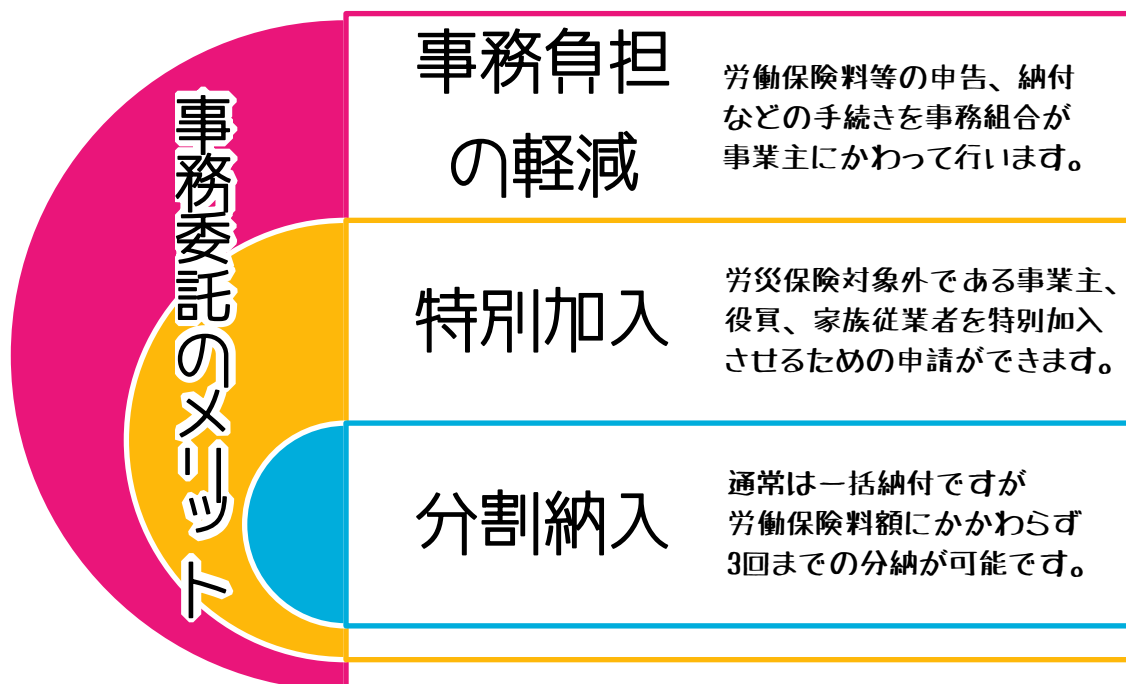 事務委託のメリット
事務負担
の軽減
労働保険料等の申告、納付
などの手続きを事務組合が
事業主にかわって行います。
特別加入
労災保険対象外である事業主、
役員、家族従業者を特別加入
させるための申請ができます。
分割納入
通常は一括納付ですが
労働保険料額にかかわらず
3回までの分納が可能です。